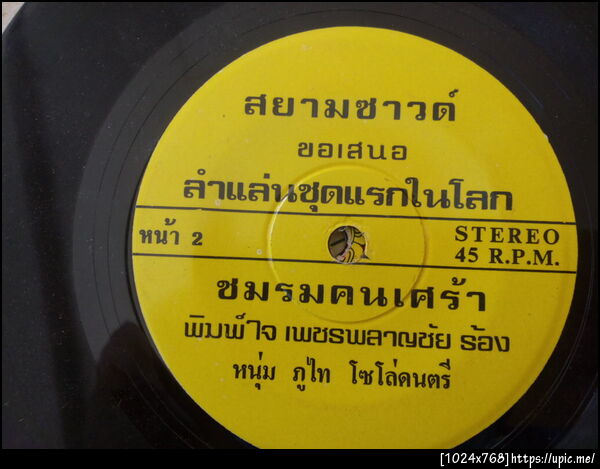 สยามซาวด์
ขอเสนอ
ลำแล่นชุดแรกในโลก
หน้า 2
STEREO
45 R.P.M.
ชมรมคนเศร้า
พิมพ์ใจ เพชรพลาญชัย ร้อง
หนุ่ม ภูไท โซโล่ดนตรี
[1024x768]https://upic.me/